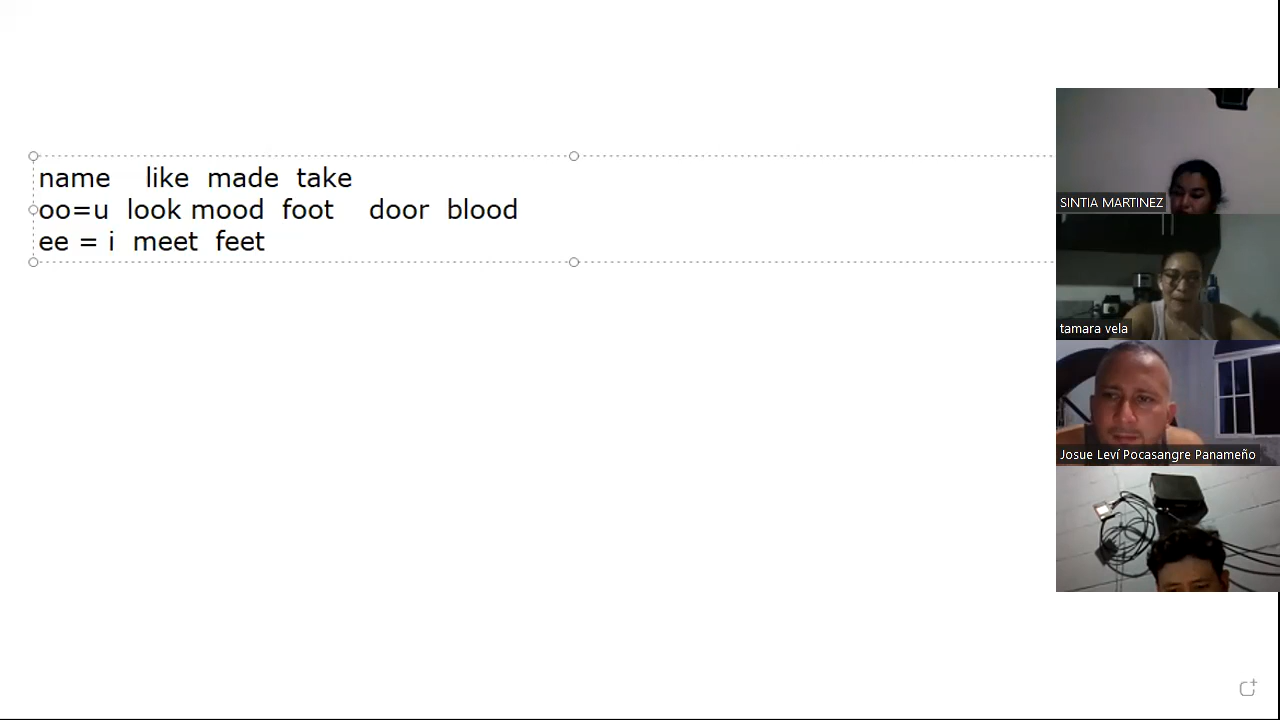 name like made take
oo=u look mood foot door blood
ee = i meet feet
SINTIA MARTINEZ
tamara vela
Josue Leví Pocasangre Panameño